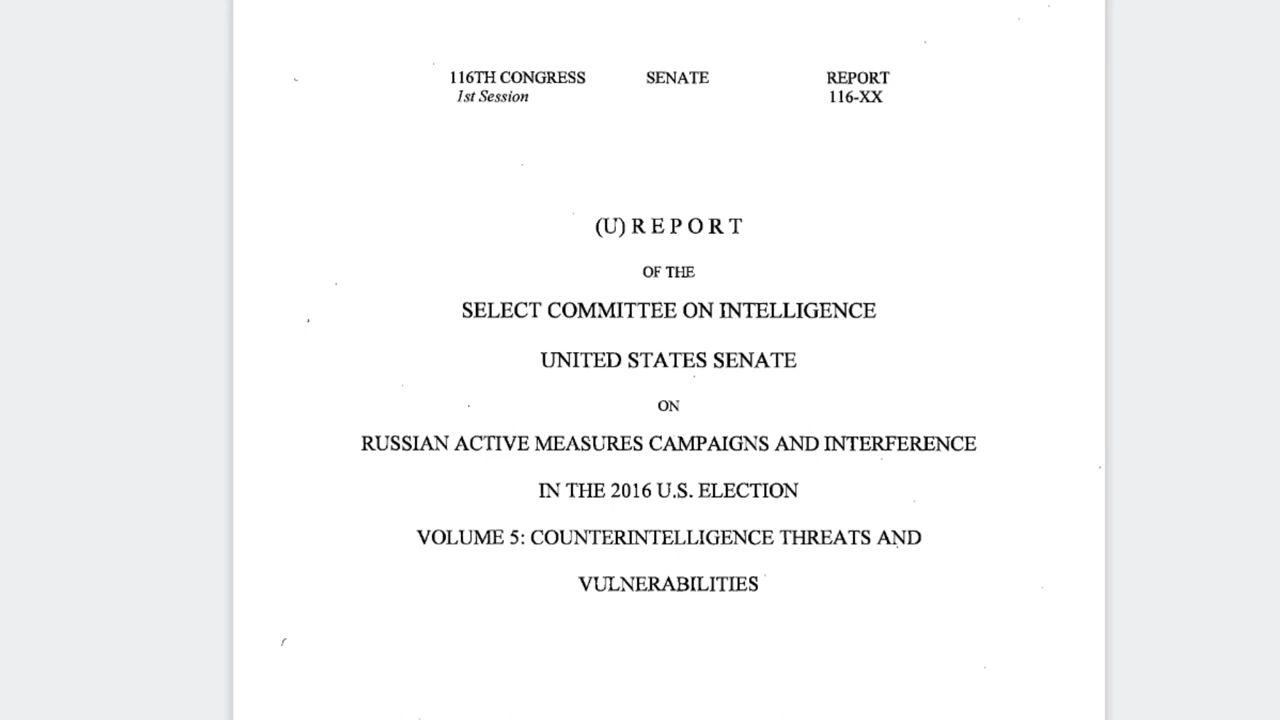 116TH CONGRESS SENATE REPORT
1st Session 116-XX
(U) R E P O R T
OF THE
SELECT COMMITTEE ON INTELLIGENCE
UNITED STATES SENATE
ON
RUSSIAN ACTIVE MEASURES CAMPAIGNS AND INTERFERENCE
IN THE 2016 U.S. ELECTION
VOLUME 5: COUNTERINTELLIGENCE THREATS AND
VULNERABILITIES